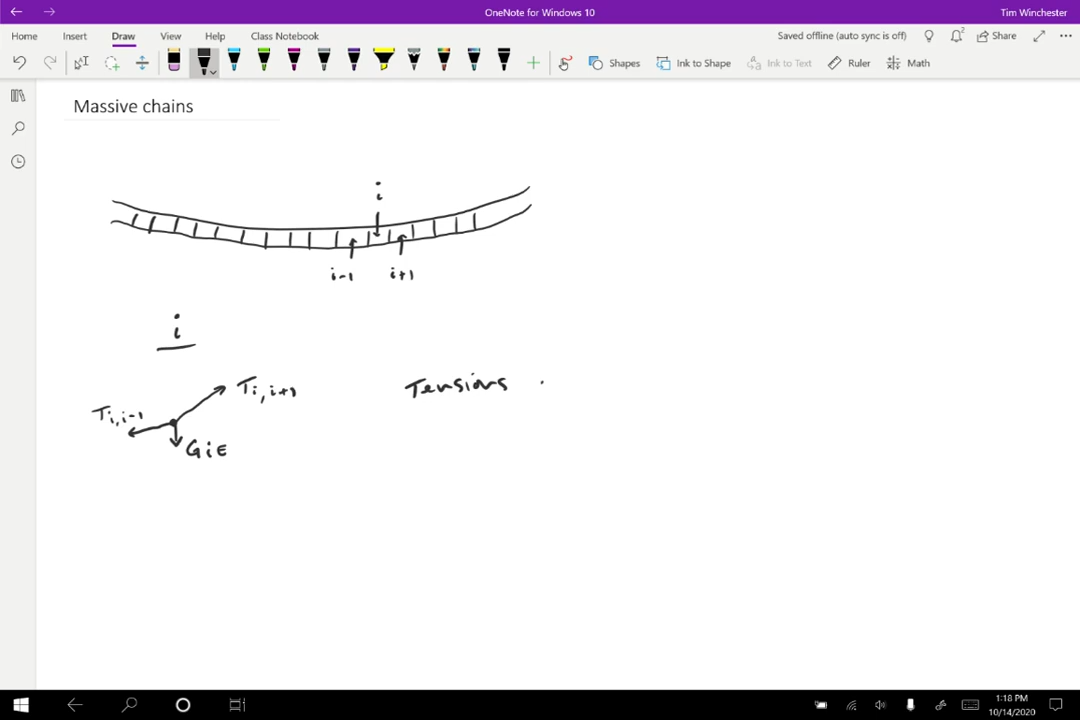 OneNote for Windows 10
Tim Winchester
Home Insert Draw View Help Class Notebook
Saved offline (auto sync is off) Share
Shapes Ink to Shape Ink to Text Ruler Math
Massive chains
i
i-1 i+1
i
Ti,i+1
Ti,i-1
GiE
Tensions
1:18 PM
10/14/2020